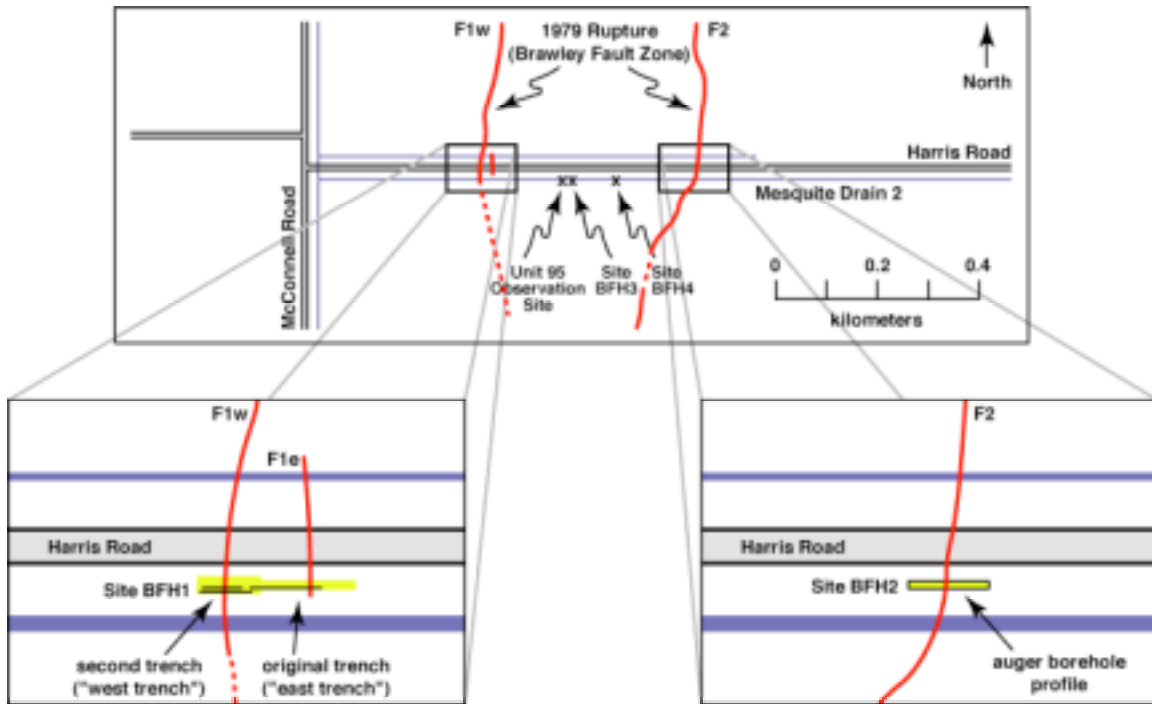 F1w
1979 Rupture
(Brawley Fault Zone)
F2
North
Harris Road
Mesquite Drain 2
McConnell Road
Unit 95
Observation
Site
Site
BFH3
Site
BFH4
0 0.2 0.4
kilometers
F1w
F1e
Harris Road
Site BFH1
second trench
("west trench")
original trench
("east trench")
F2
Harris Road
Site BFH2
auger borehole
profile